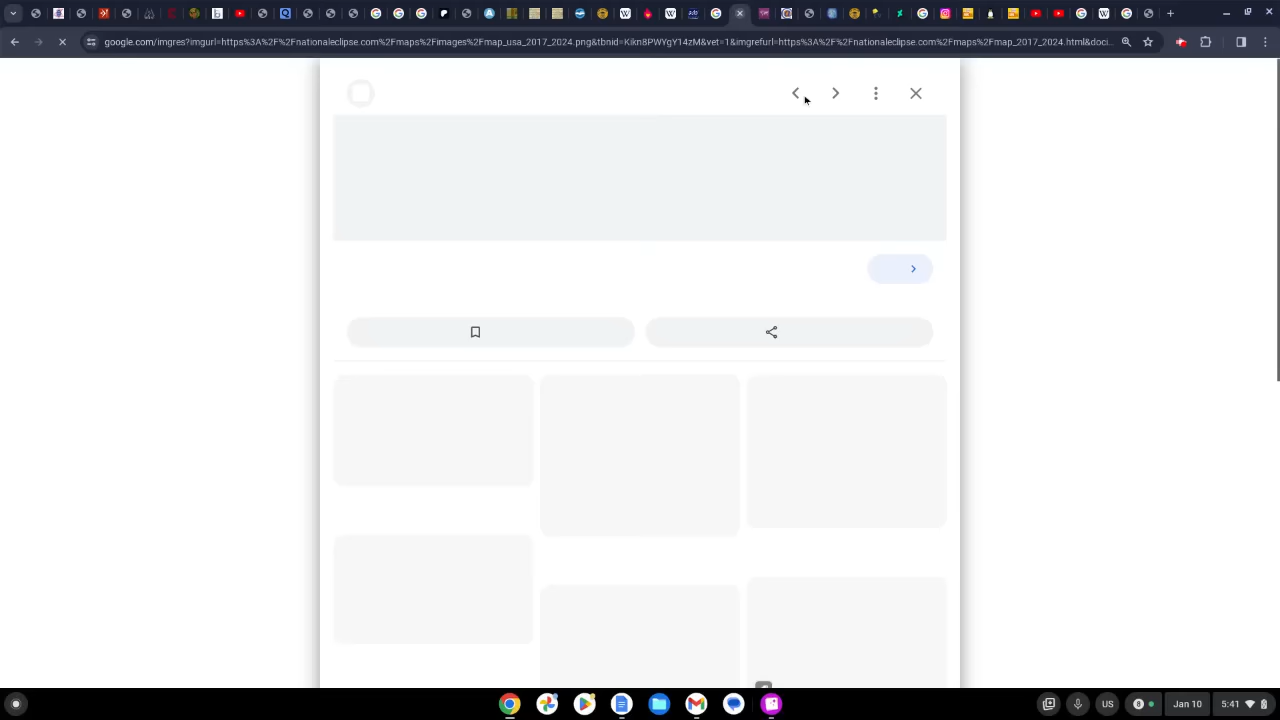 google.com/imgres?imgurl=https%3A%2F%2Fnationaleclipse.com%2Fmaps%2Fimages%2Fmap_usa_2017_2024.png&tbnid=Kikn8PWYgY14zM&vet=1&imgrefurl=https%3A%2F%2Fnationaleclipse.com%2Fmaps%2Fmap_2017_2024.html&doci...
US
8
Jan 10
5:41